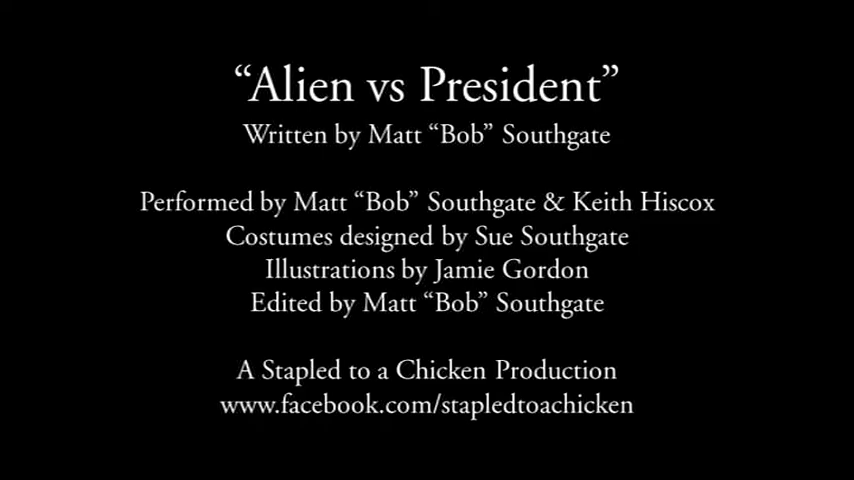 “Alien vs President”
Written by Matt “Bob” Southgate
Performed by Matt “Bob” Southgate & Keith Hiscox
Costumes designed by Sue Southgate
Illustrations by Jamie Gordon
Edited by Matt “Bob” Southgate
A Stapled to a Chicken Production
www.facebook.com/stapledtoachicken